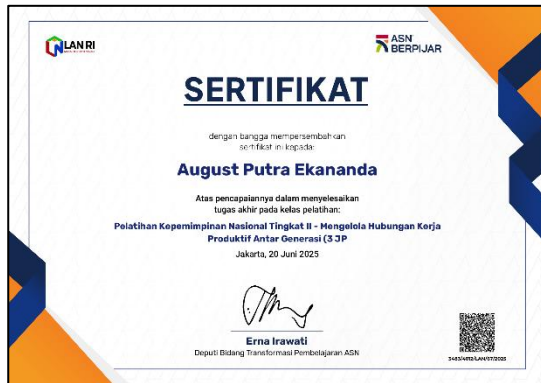 LAN RI
ASN
BERPIJAR
SERTIFIKAT
dengan bangga mempersembahkan
sertifikat ini kepada:
August Putra Ekananda
Atas pencapaiannya dalam menyelesaikan
tugas akhir pada kelas pelatihan:
Pelatihan Kepemimpinan Nasional Tingkat II - Mengelola Hubungan Kerja
Produktif Antar Generasi (3 JP
Jakarta, 20 Juni 2025
Erna Irawati
Deputi Bidang Transformasi Pembelajaran ASN